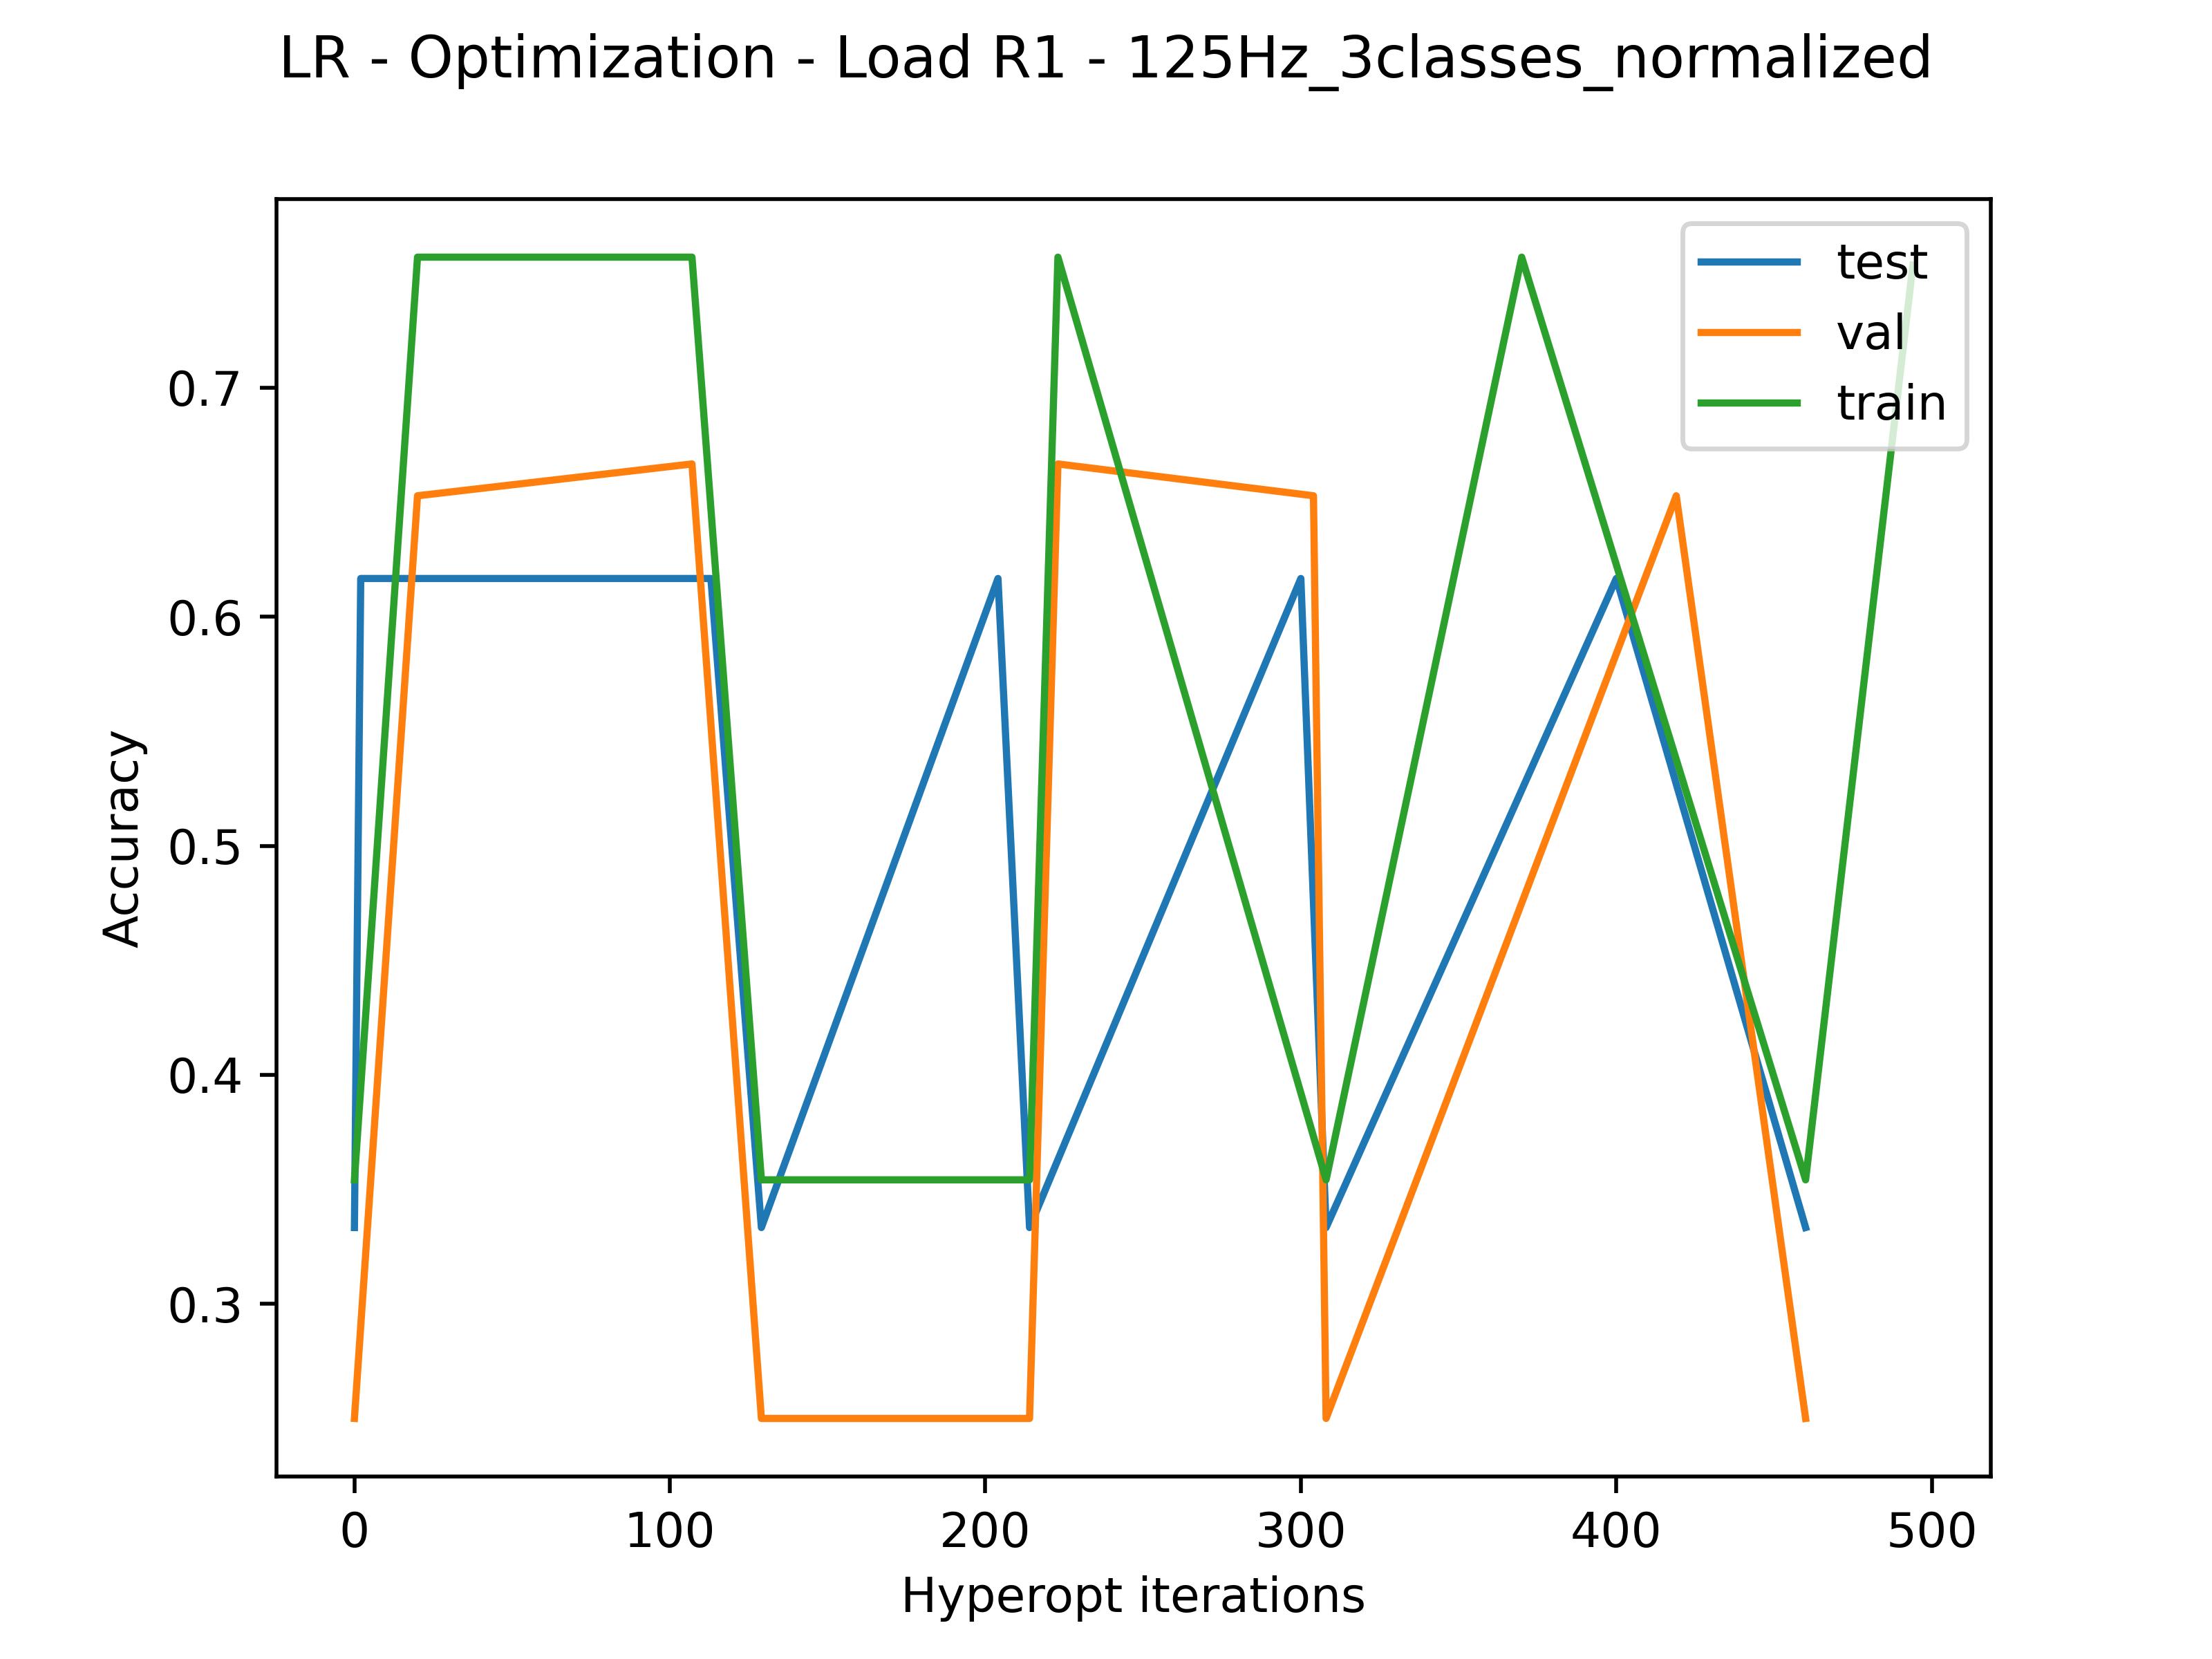 LR - Optimization - Load R1 - 125Hz_3classes_normalized
test
val
train
0.7
0.6
0.5
0.4
0.3
Accuracy
0 100 200 300 400 500
Hyperopt iterations